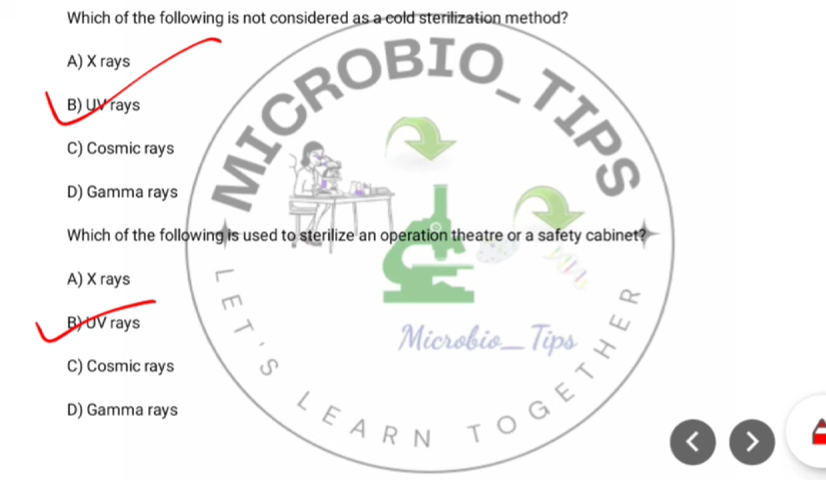 Which of the following is not considered as a cold sterilization method?
A) X rays
B) UV rays
C) Cosmic rays
D) Gamma rays
Which of the following is used to sterilize an operation theatre or a safety cabinet?
A) X rays
B) UV rays
C) Cosmic rays
D) Gamma rays
MICROBIO_TIPS
Microbio_Tips
LET'S LEARN TOGETHER